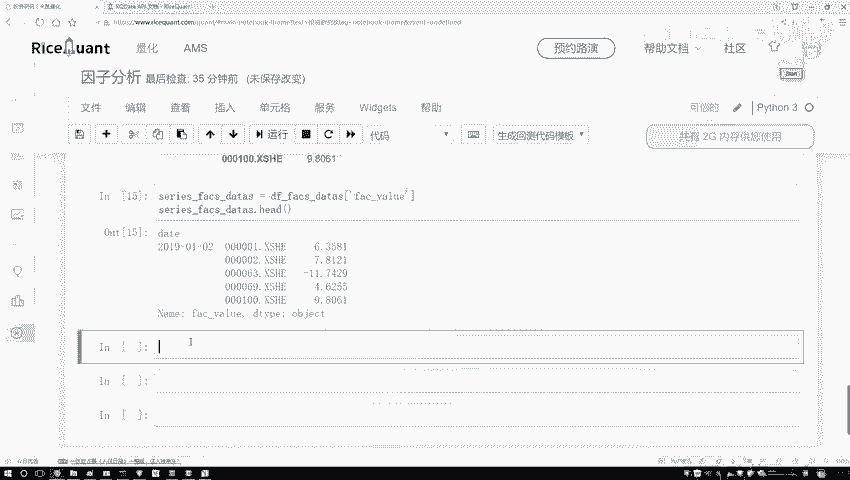 RiceQuant 量化 AMS 预约路演 帮助文档 社区
因子分析 最后检查: 35 分钟前 (未保存改变)
文件 编辑 查看 插入 单元格 服务 Widgets 帮助 可信的 Python 3
运行 代码 生成回测代码模板 共有 2G 内存供您使用
000100.XSHE 9.8061
In [15]: series_facs_datas = df_facs_datas['fac_value']
series_facs_datas.head()
Out[15]: date
2019-01-02 000001.XSHE 6.3581
000002.XSHE 7.8121
000063.XSHE -11.7429
000069.XSHE 4.6255
000100.XSHE 9.8061
Name: fac_value, dtype: object
In [ ]:
In [ ]:
In [ ]: